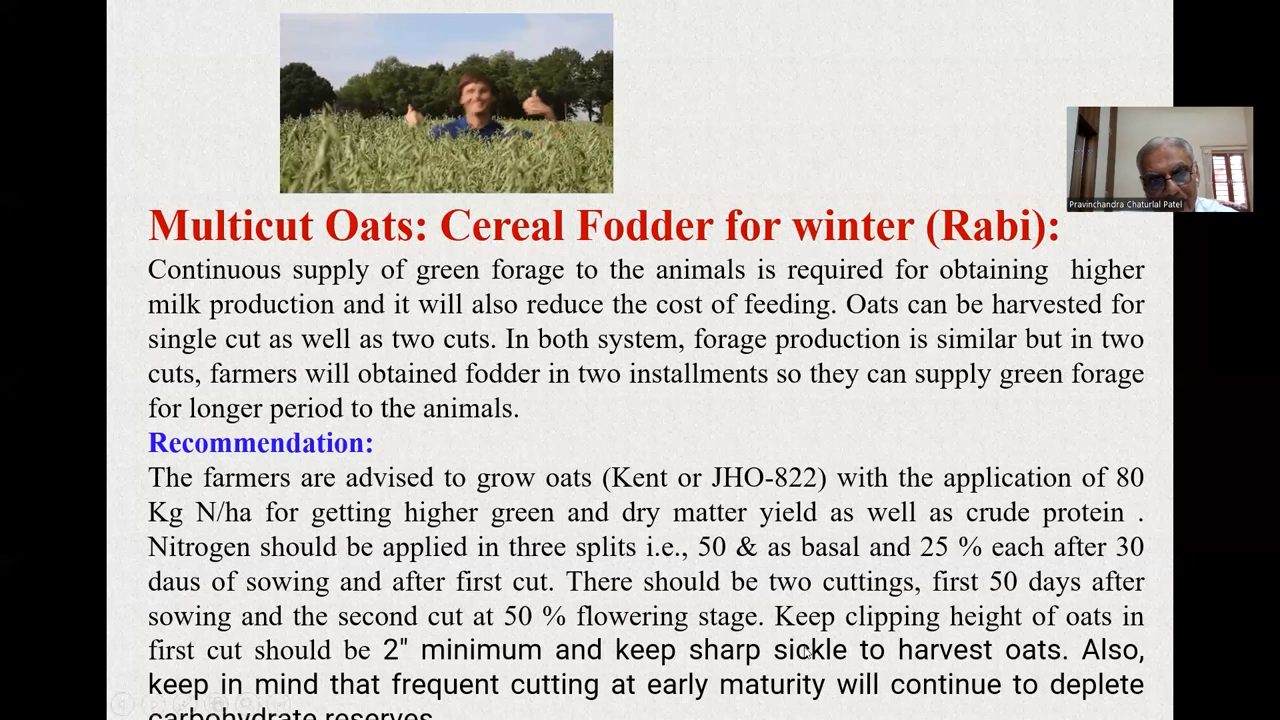 Pravinchandra Chaturlal Patel
Multicut Oats: Cereal Fodder for winter (Rabi):
Continuous supply of green forage to the animals is required for obtaining higher
milk production and it will also reduce the cost of feeding. Oats can be harvested for
single cut as well as two cuts. In both system, forage production is similar but in two
cuts, farmers will obtained fodder in two installments so they can supply green forage
for longer period to the animals.
Recommendation:
The farmers are advised to grow oats (Kent or JHO-822) with the application of 80
Kg N/ha for getting higher green and dry matter yield as well as crude protein .
Nitrogen should be applied in three splits i.e., 50 & as basal and 25 % each after 30
daus of sowing and after first cut. There should be two cuttings, first 50 days after
sowing and the second cut at 50 % flowering stage. Keep clipping height of oats in
first cut should be 2" minimum and keep sharp sickle to harvest oats. Also,
keep in mind that frequent cutting at early maturity will continue to deplete
carbohydrate reserves